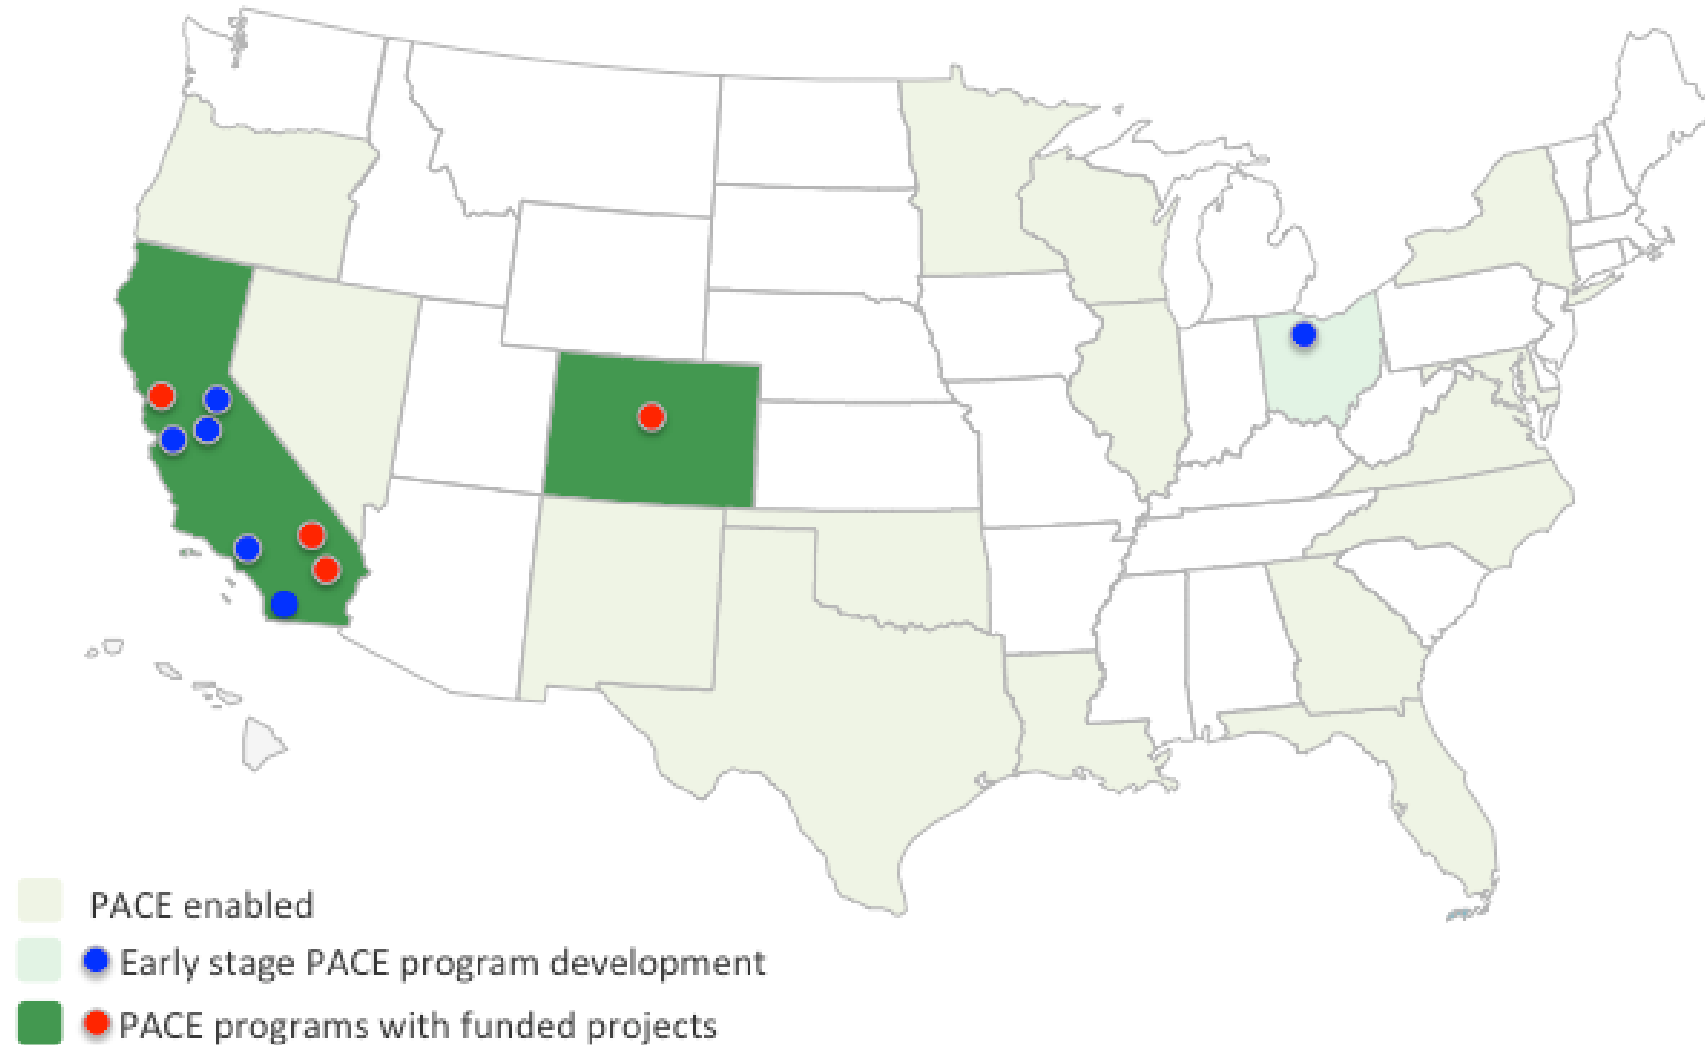 PACE enabled
Early stage PACE program development
PACE programs with funded projects